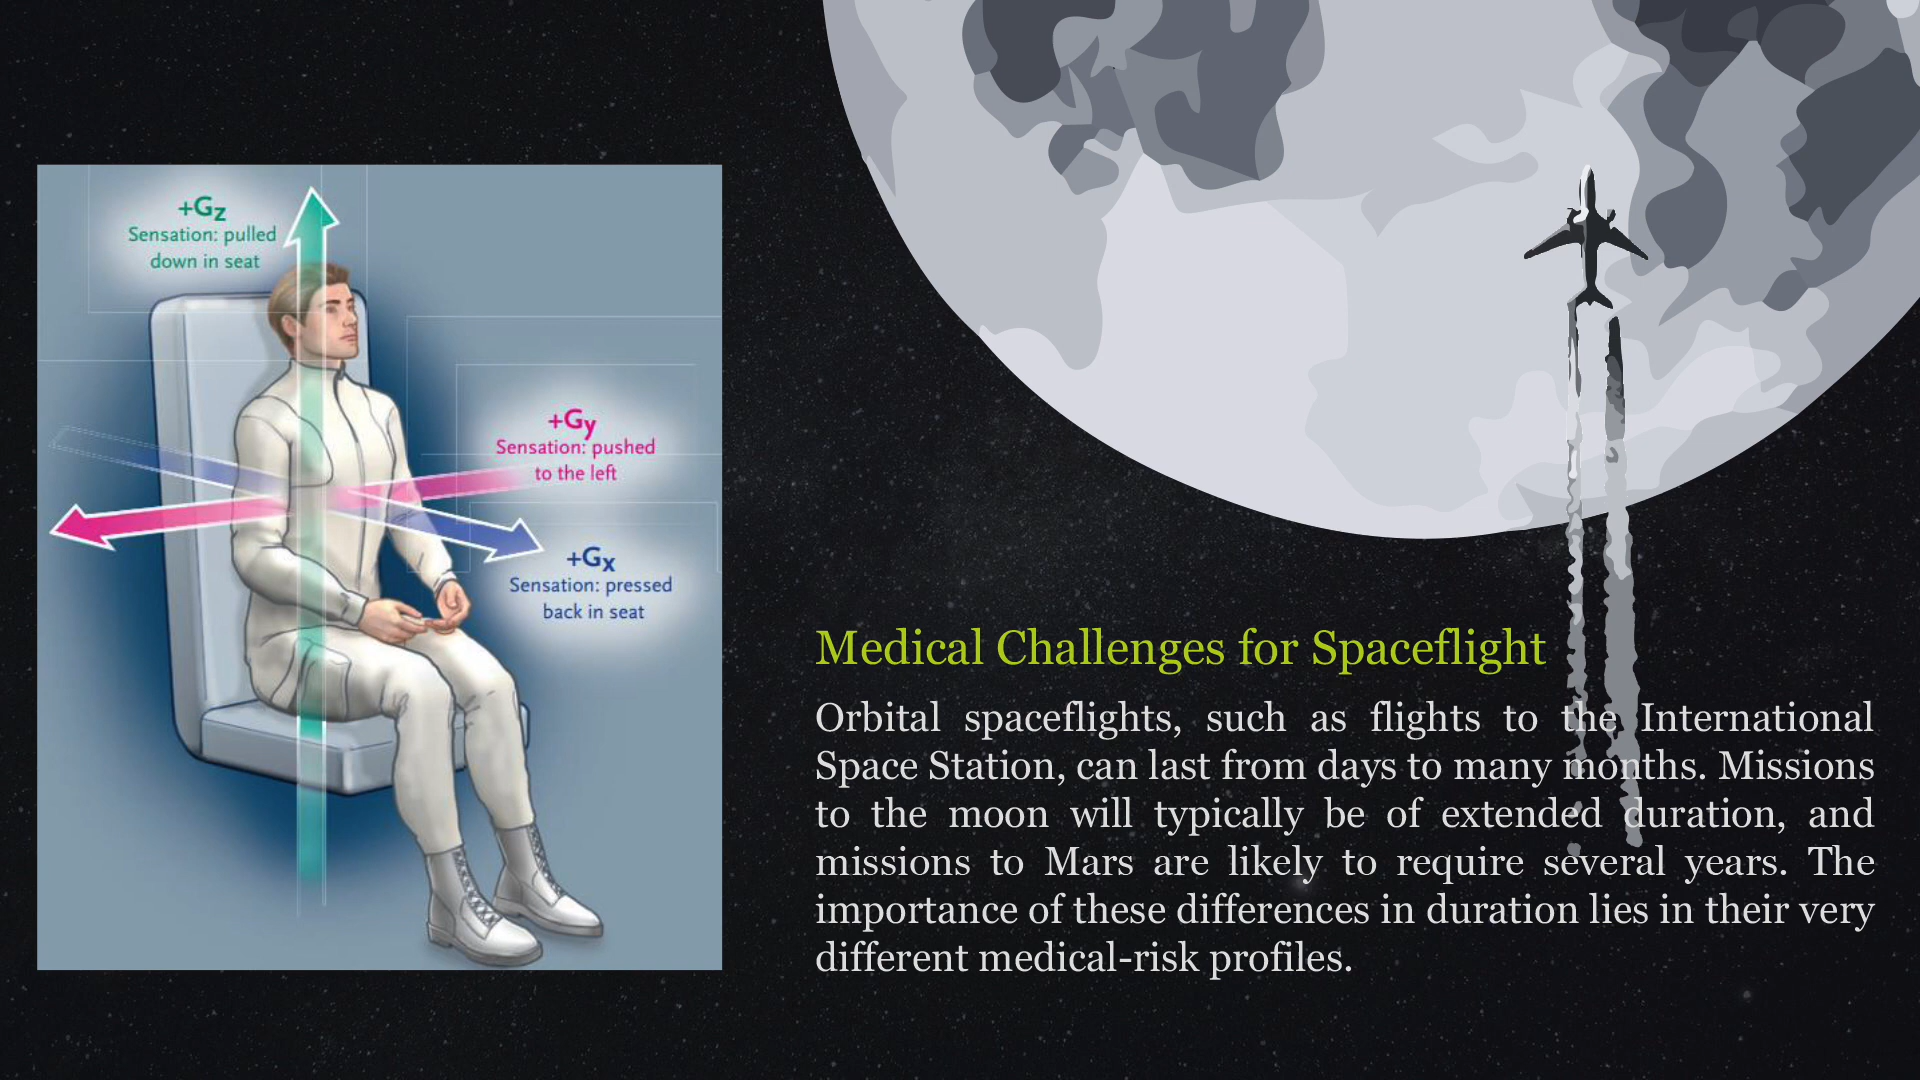 +Gz
Sensation: pulled
down in seat
+Gy
Sensation: pushed
to the left
+Gx
Sensation: pressed
back in seat
Medical Challenges for Spaceflight
Orbital spaceflights, such as flights to the International
Space Station, can last from days to many months. Missions
to the moon will typically be of extended duration, and
missions to Mars are likely to require several years. The
importance of these differences in duration lies in their very
different medical-risk profiles.